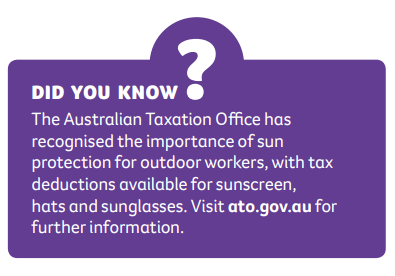 DID YOU KNOW ?
The Australian Taxation Office has
recognised the importance of sun
protection for outdoor workers, with tax
deductions available for sunscreen,
hats and sunglasses. Visit ato.gov.au for
further information.